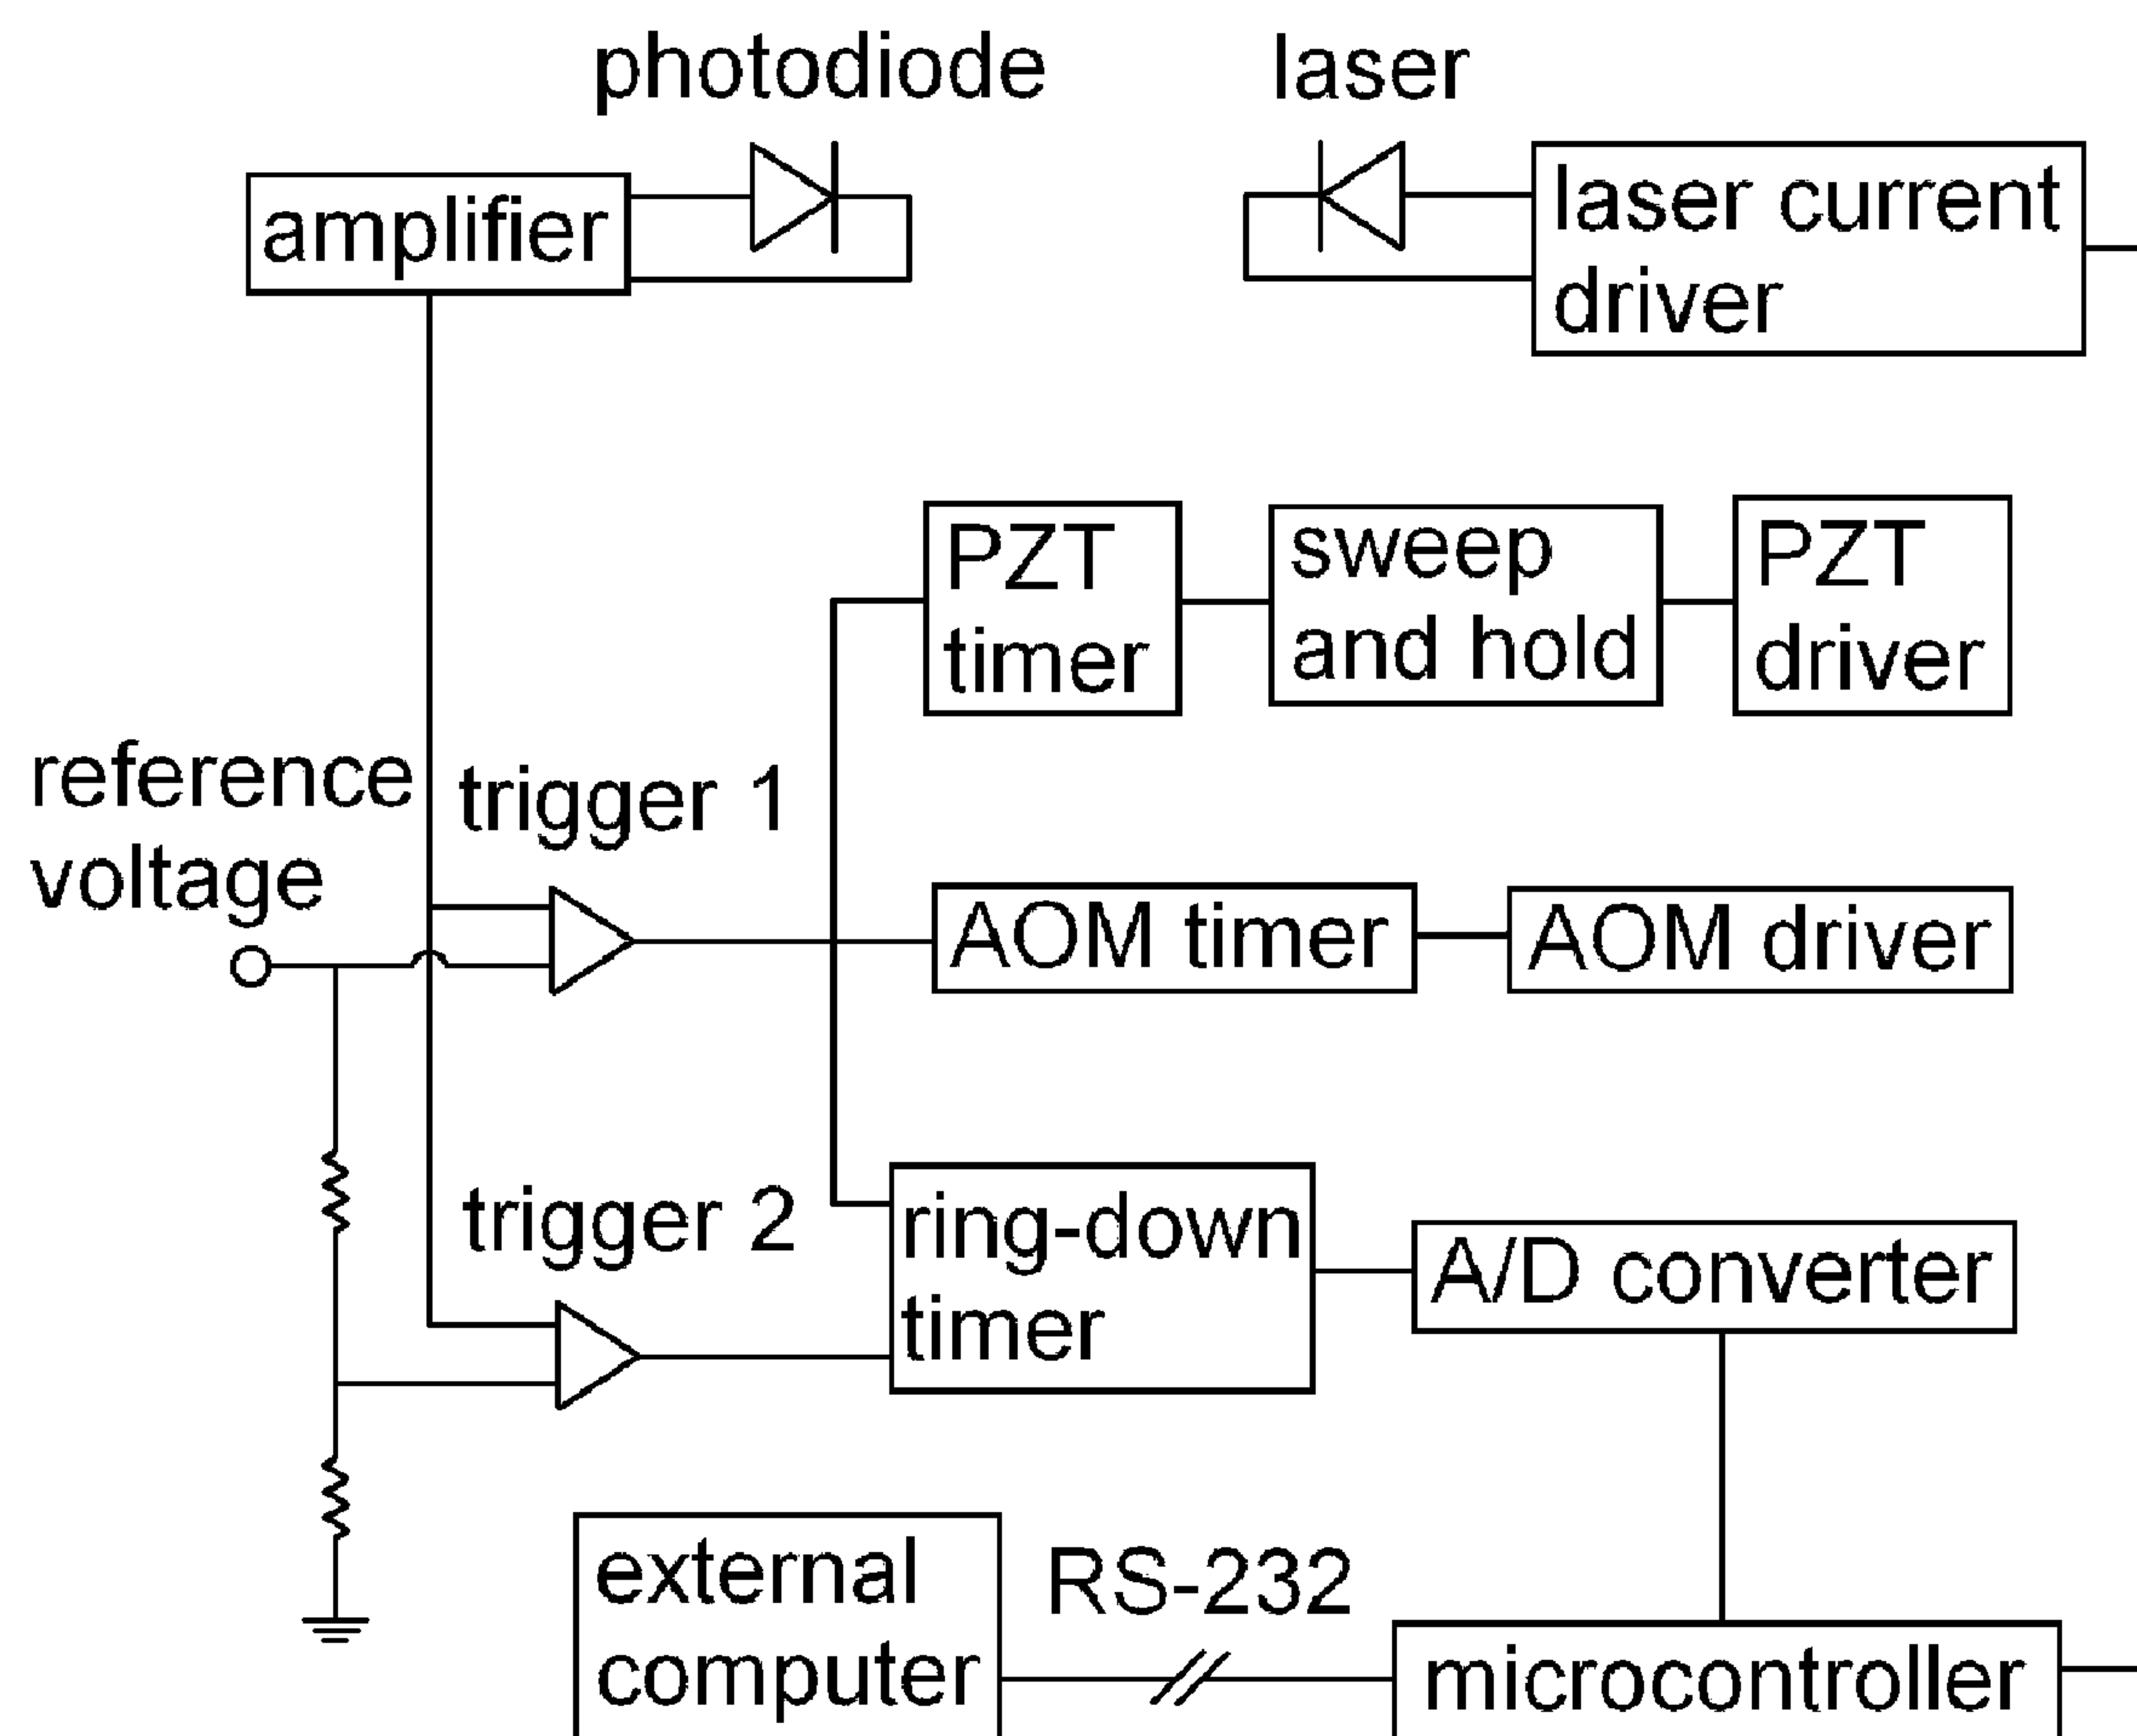 photodiode
laser
amplifier
laser current
driver
PZT
timer
sweep
and hold
PZT
driver
reference
voltage
trigger 1
AOM timer
AOM driver
trigger 2
ring-down
timer
A/D converter
external
computer
RS-232
microcontroller